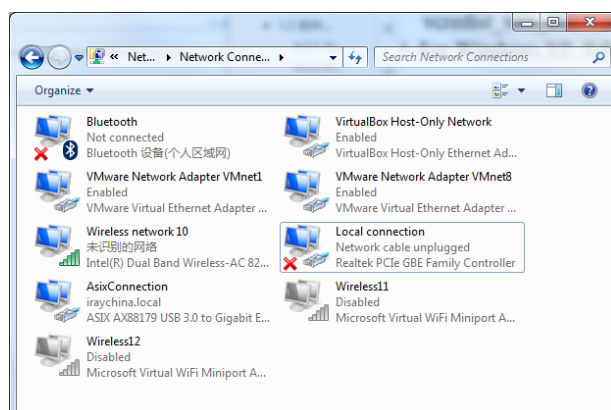 Net...
Network Conne...
Search Network Connections
Organize
Bluetooth
Not connected
Bluetooth 设备(个人区域网)
VirtualBox Host-Only Network
Enabled
VirtualBox Host-Only Ethernet Ad...
VMware Network Adapter VMnet1
Enabled
VMware Virtual Ethernet Adapter ...
VMware Network Adapter VMnet8
Enabled
VMware Virtual Ethernet Adapter ...
Wireless network 10
未识别的网络
Intel(R) Dual Band Wireless-AC 82...
Local connection
Network cable unplugged
Realtek PCIe GBE Family Controller
AsixConnection
iraychina.local
ASIX AX88179 USB 3.0 to Gigabit E...
Wireless11
Disabled
Microsoft Virtual WiFi Miniport A...
Wireless12
Disabled
Microsoft Virtual WiFi Miniport A...